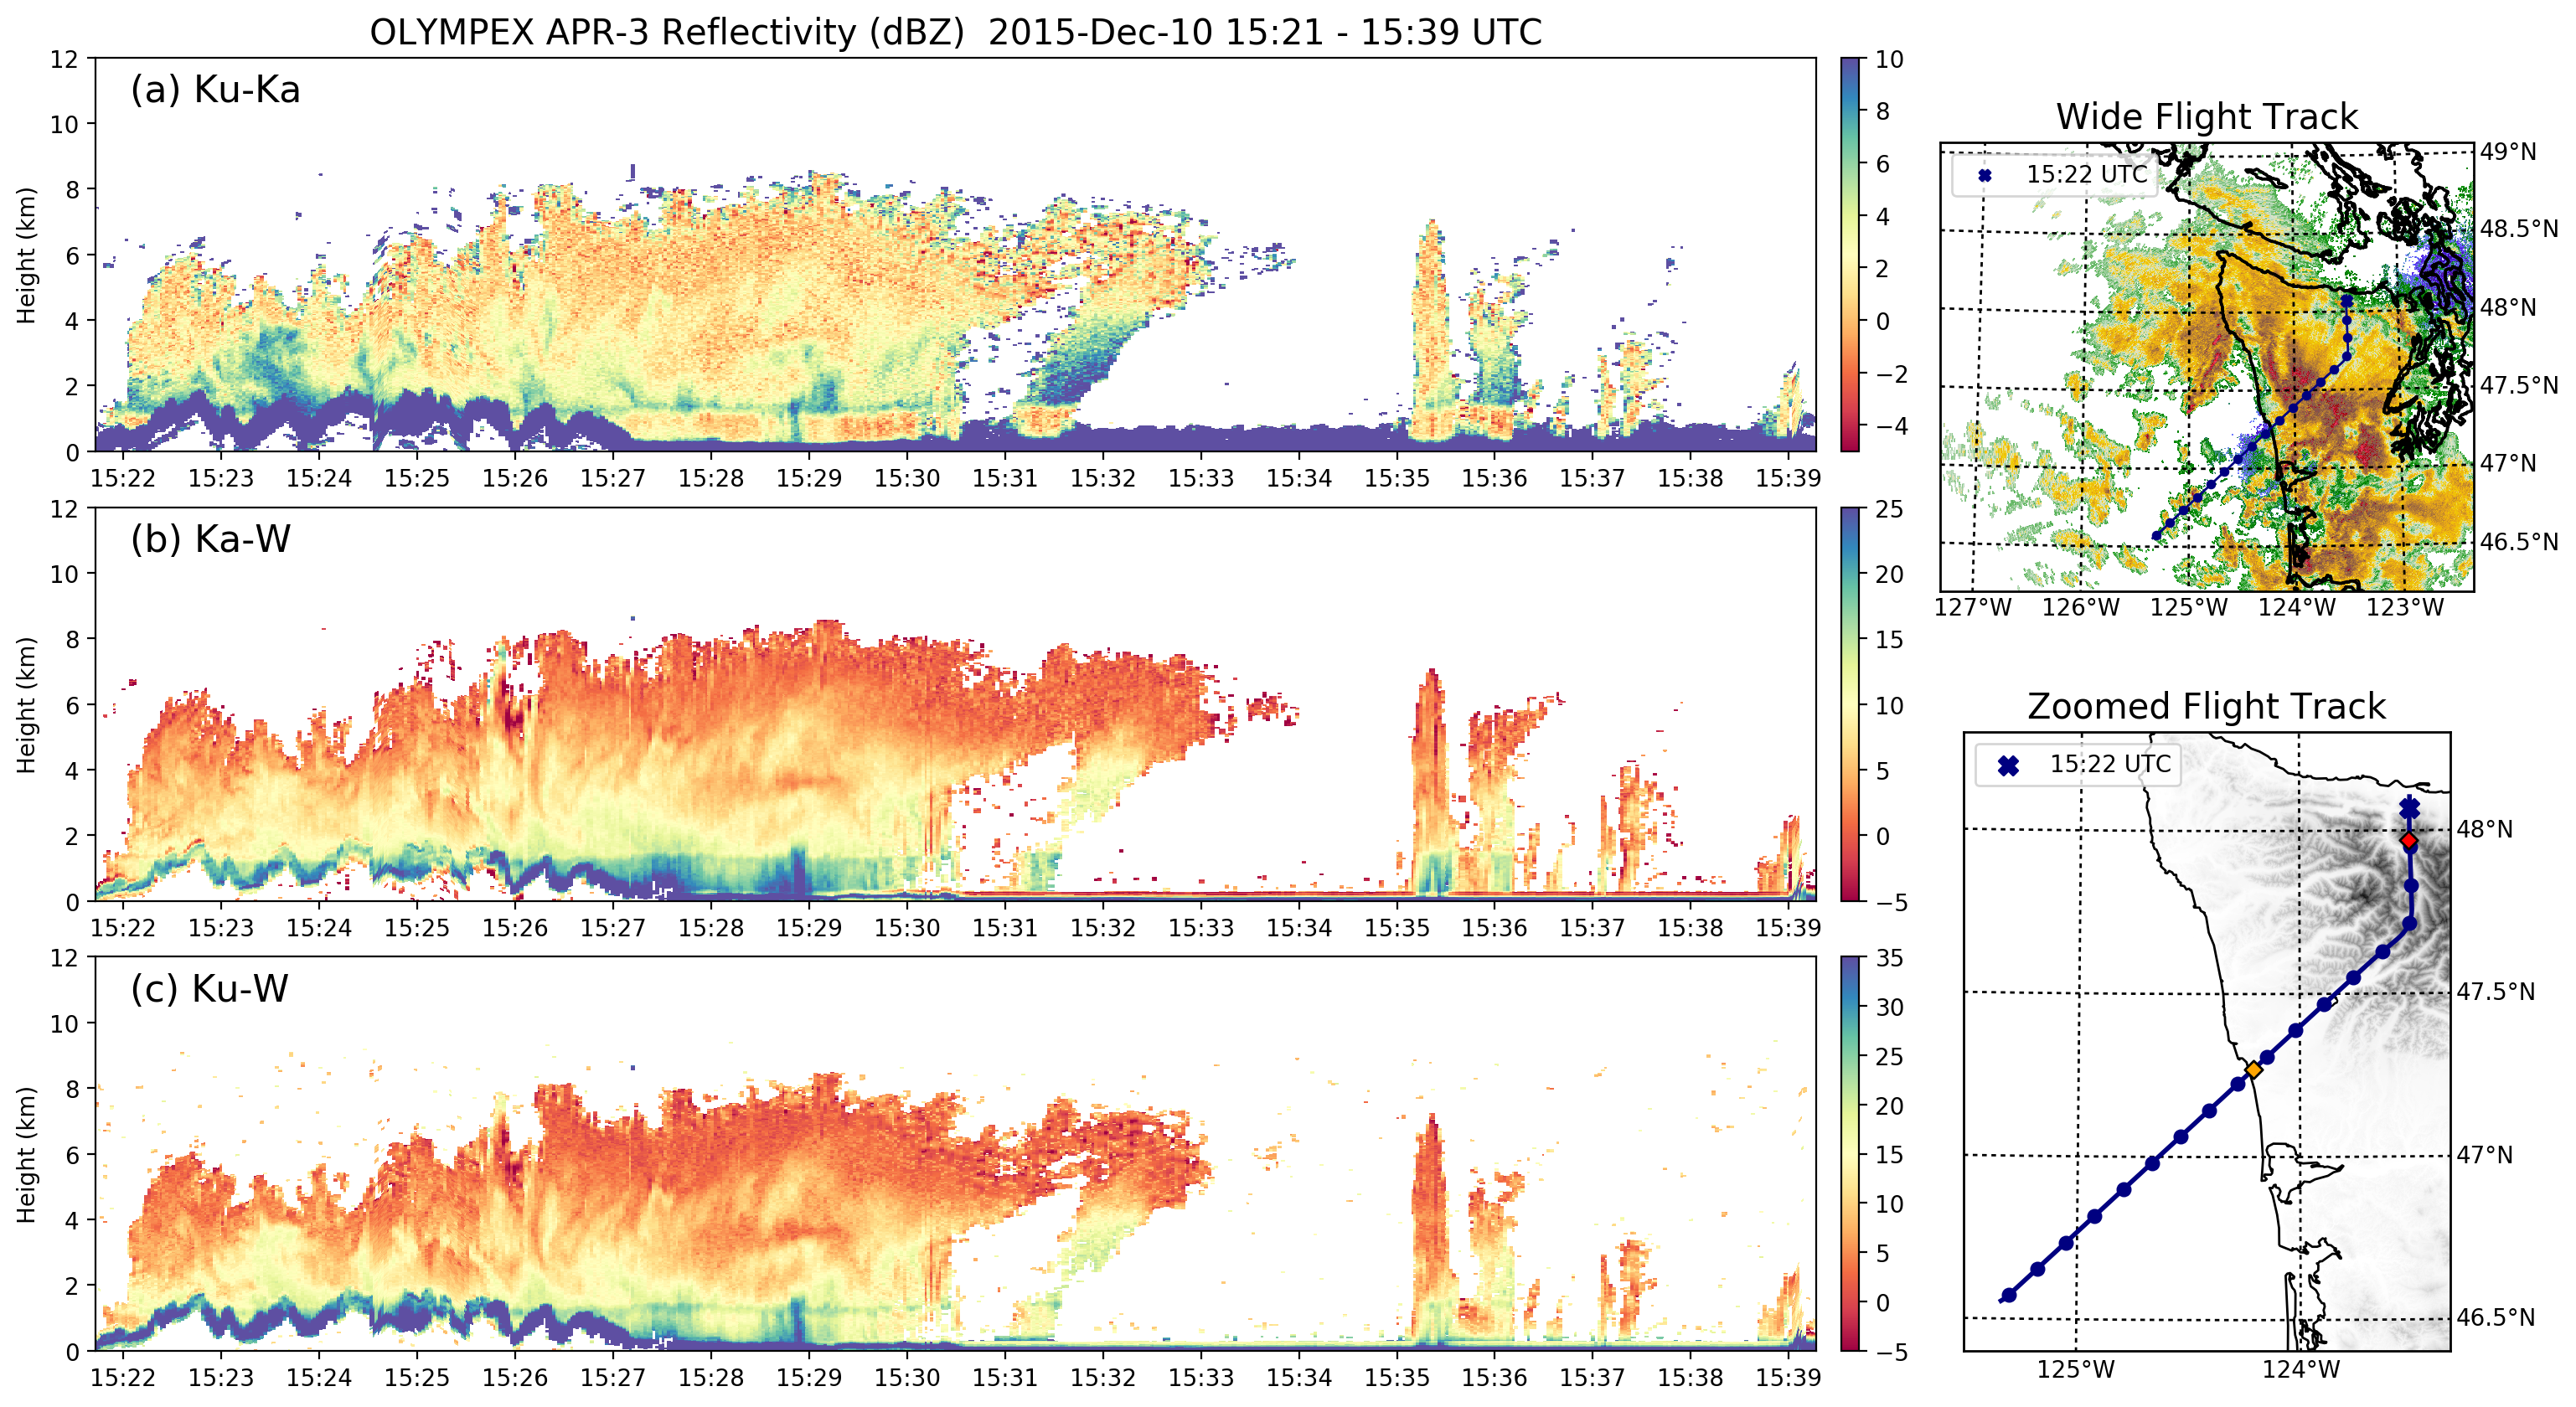 OLYMPEX APR-3 Reflectivity (dBZ)  2015-Dec-10 15:21 - 15:39 UTC
(a) Ku-Ka
Height (km)
12
10
8
6
4
2
0
15:22 15:23 15:24 15:25 15:26 15:27 15:28 15:29 15:30 15:31 15:32 15:33 15:34 15:35 15:36 15:37 15:38 15:39
10
8
6
4
2
0
−2
−4
(b) Ka-W
Height (km)
12
10
8
6
4
2
0
15:22 15:23 15:24 15:25 15:26 15:27 15:28 15:29 15:30 15:31 15:32 15:33 15:34 15:35 15:36 15:37 15:38 15:39
25
20
15
10
5
0
−5
(c) Ku-W
Height (km)
12
10
8
6
4
2
0
15:22 15:23 15:24 15:25 15:26 15:27 15:28 15:29 15:30 15:31 15:32 15:33 15:34 15:35 15:36 15:37 15:38 15:39
35
30
25
20
15
10
5
0
−5
Wide Flight Track
15:22 UTC
49°N
48.5°N
48°N
47.5°N
47°N
46.5°N
127°W 126°W 125°W 124°W 123°W
Zoomed Flight Track
15:22 UTC
48°N
47.5°N
47°N
46.5°N
125°W 124°W